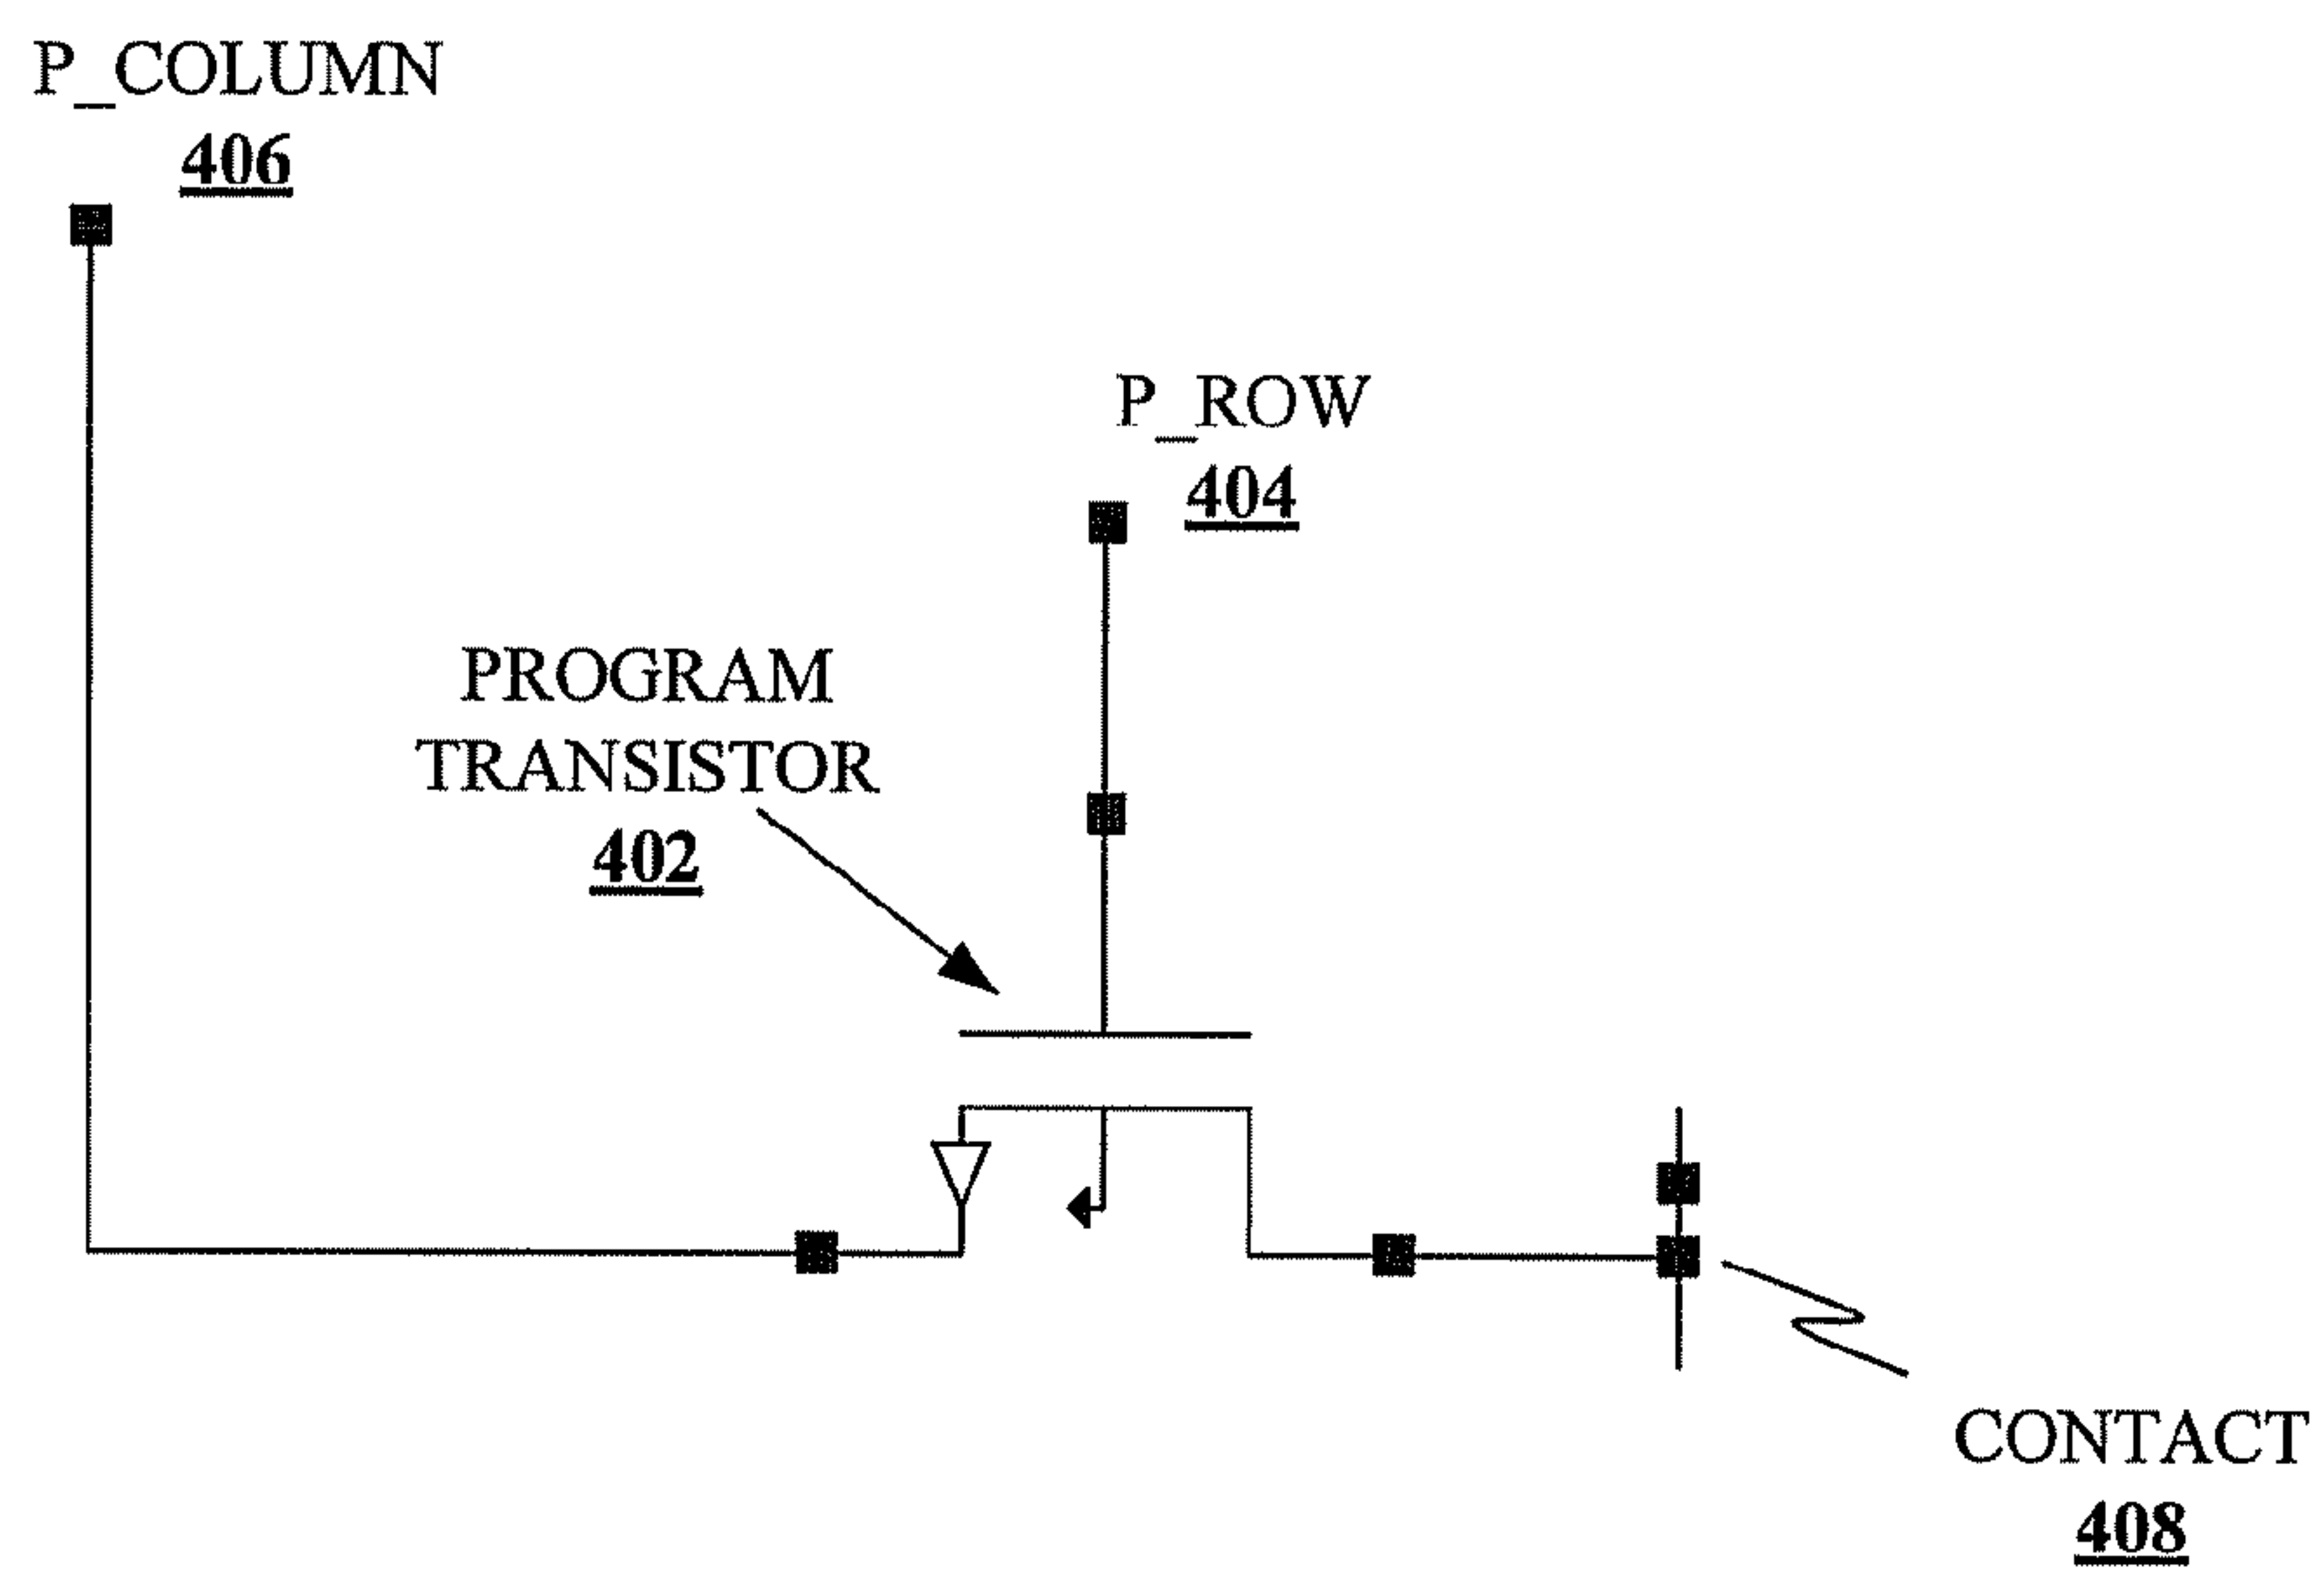 P_COLUMN
406
P_ROW
404
PROGRAM
TRANSISTOR
402
CONTACT
408